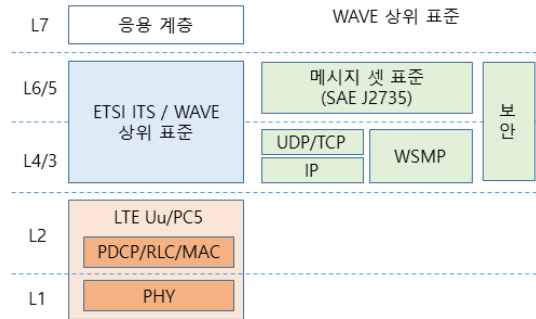 L7
응용 계층
WAVE 상위 표준
L6/5
ETSI ITS / WAVE
상위 표준
메시지 셋 표준
(SAE J2735)
보
안
L4/3
UDP/TCP
IP
WSMP
L2
LTE Uu/PC5
PDCP/RLC/MAC
L1
PHY